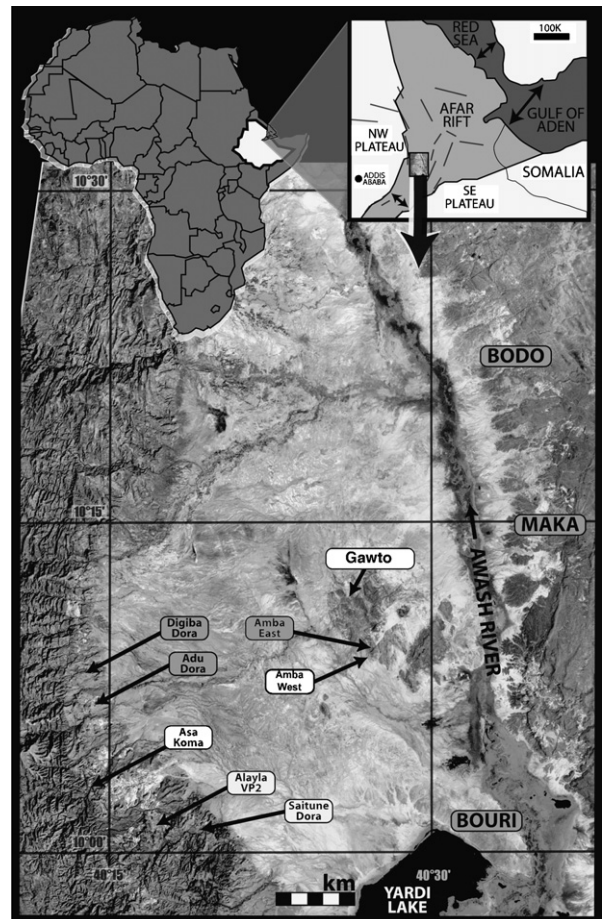 RED
SEA
100K
GULF OF
ADEN
AFAR
RIFT
NW
PLATEAU
ADDIS
ABABA
SOMALIA
SE
PLATEAU
10°30'
BODO
10°15'
MAKA
Gawto
AWASH RIVER
Digiba
Dora
Amba
East
Adu
Dora
Amba
West
Asa
Koma
Alayla
VP2
Saitune
Dora
BOURI
10°00'
40°15'
40°30'
km
YARDI
LAKE